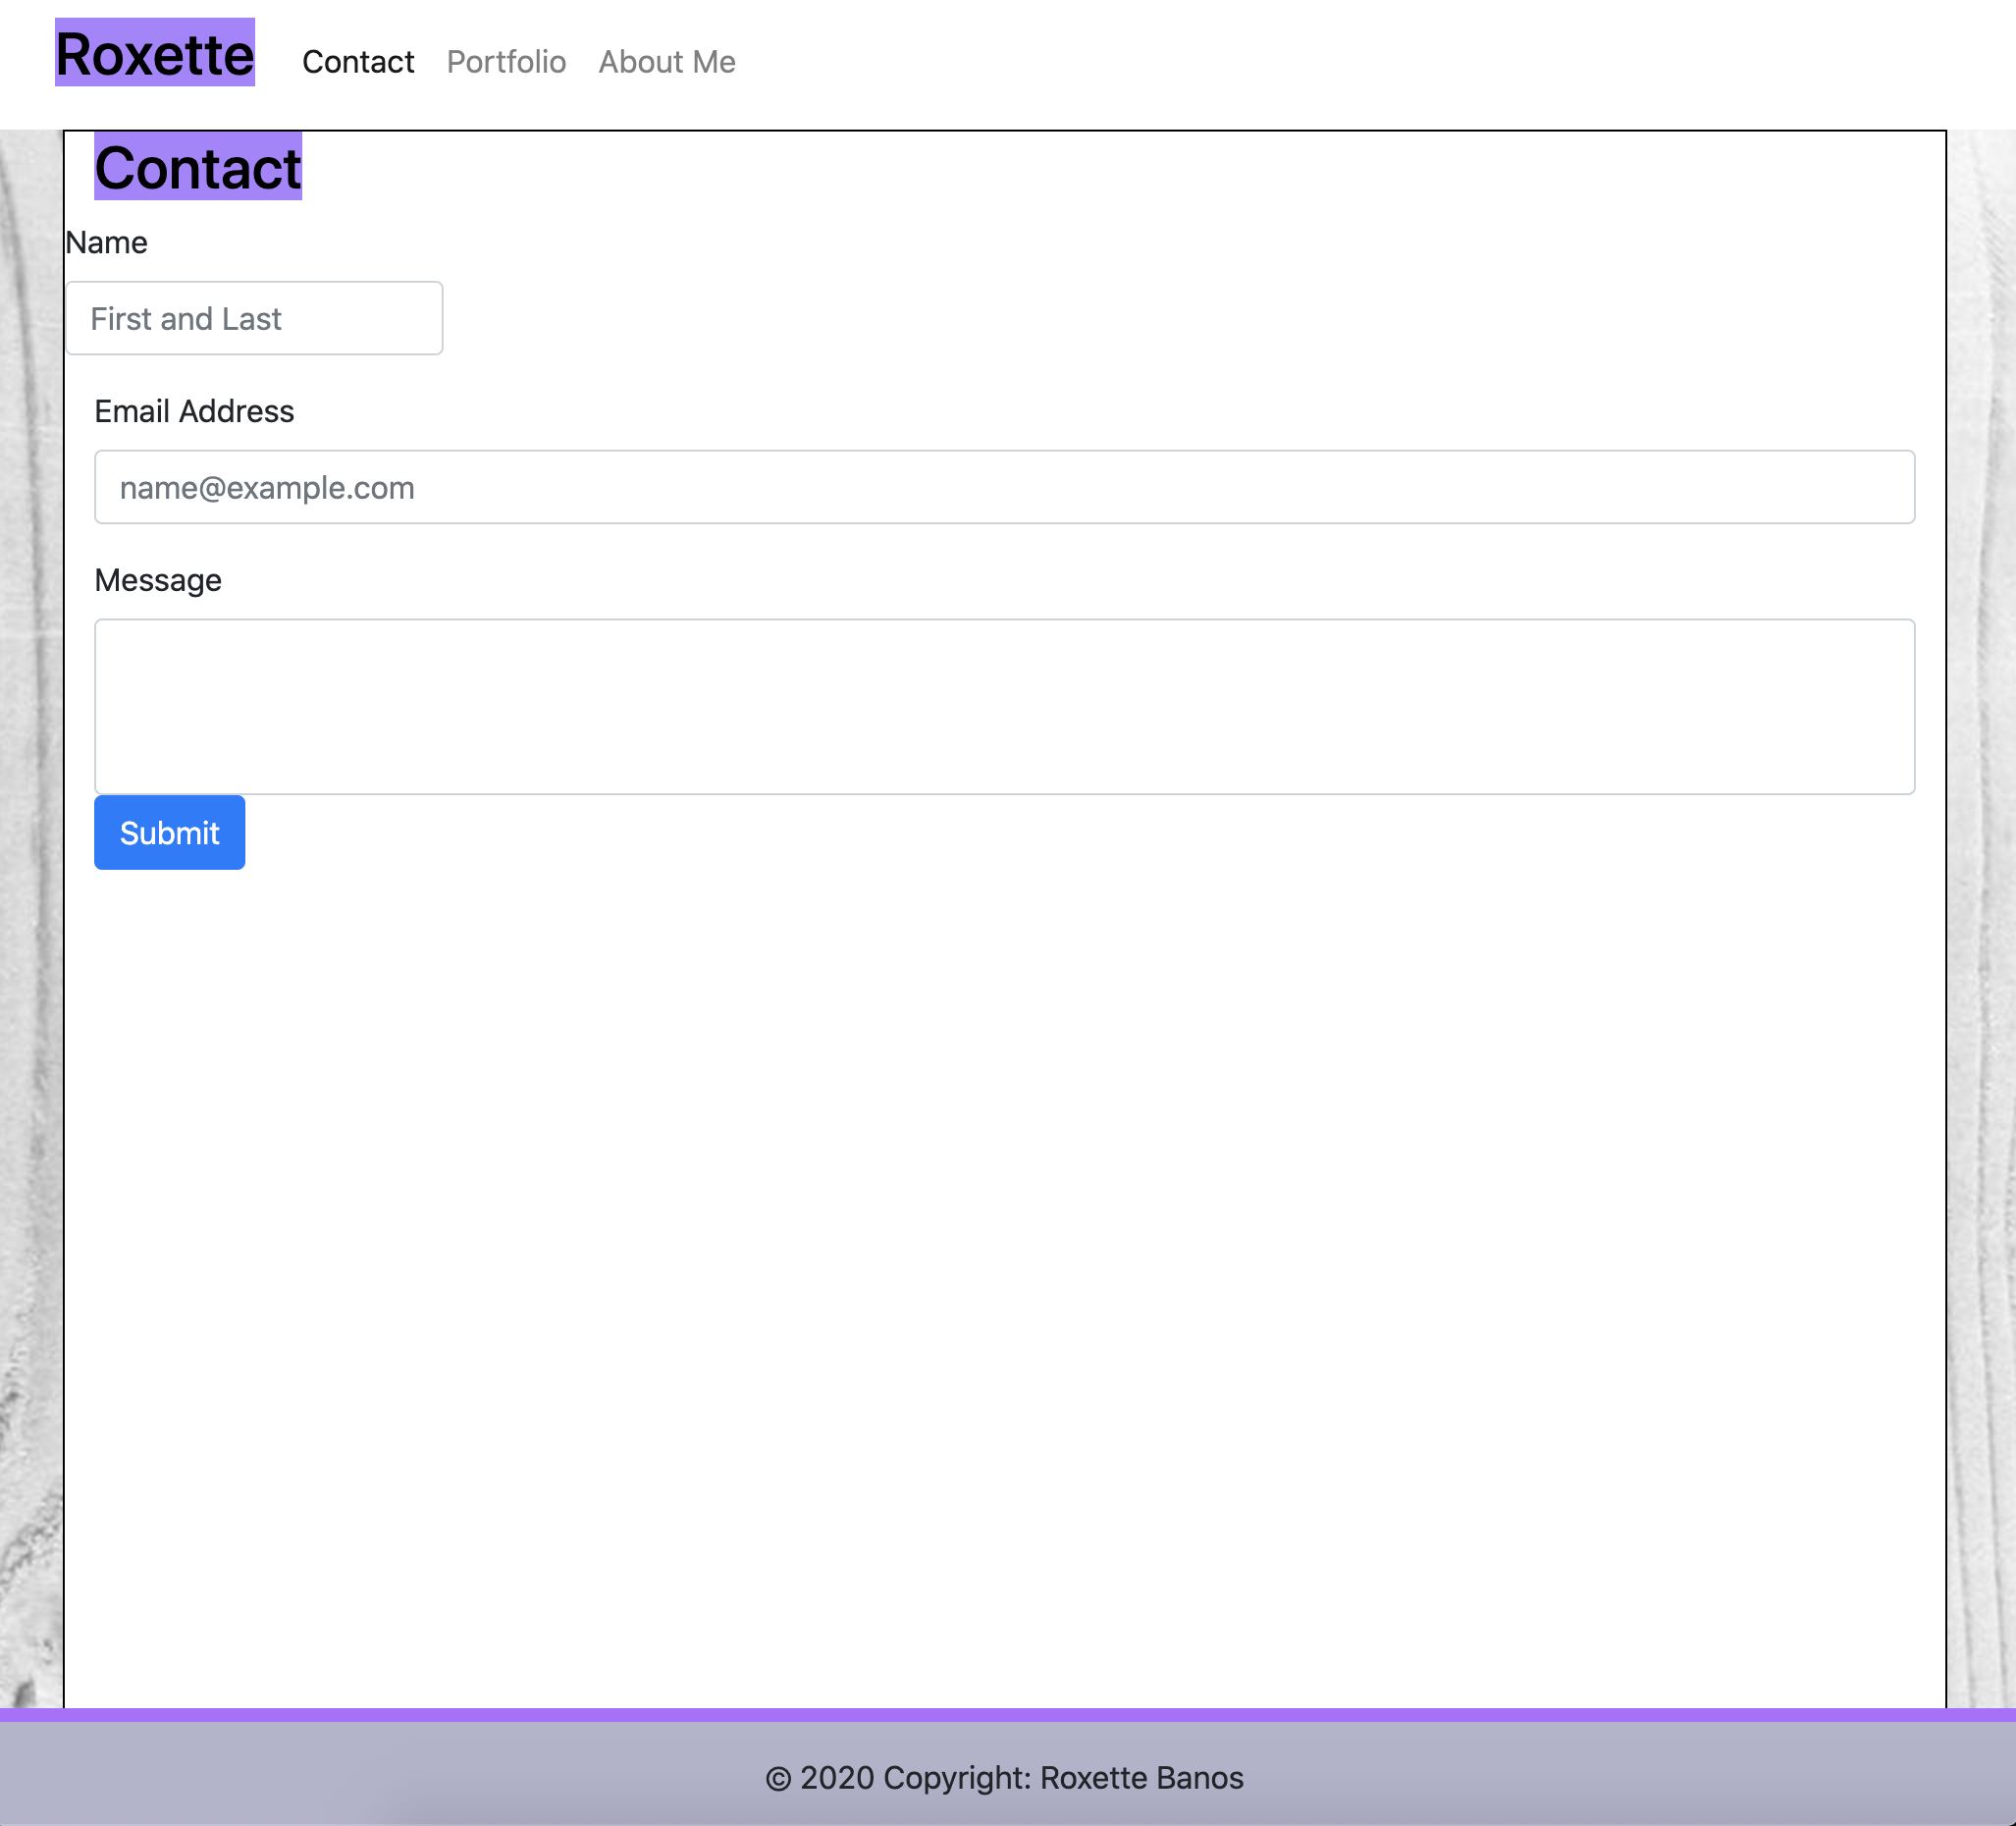 Roxette Contact Portfolio About Me
Contact
Name
First and Last
Email Address
name@example.com
Message
Submit
© 2020 Copyright: Roxette Banos